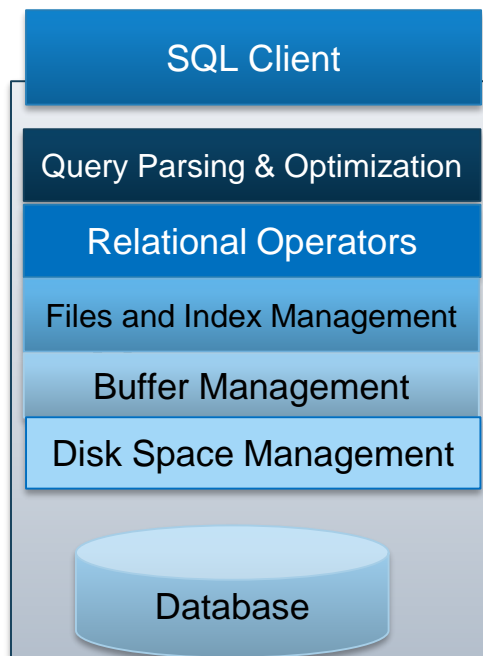 SQL Client
Query Parsing & Optimization
Relational Operators
Files and Index Management
Buffer Management
Disk Space Management
Database